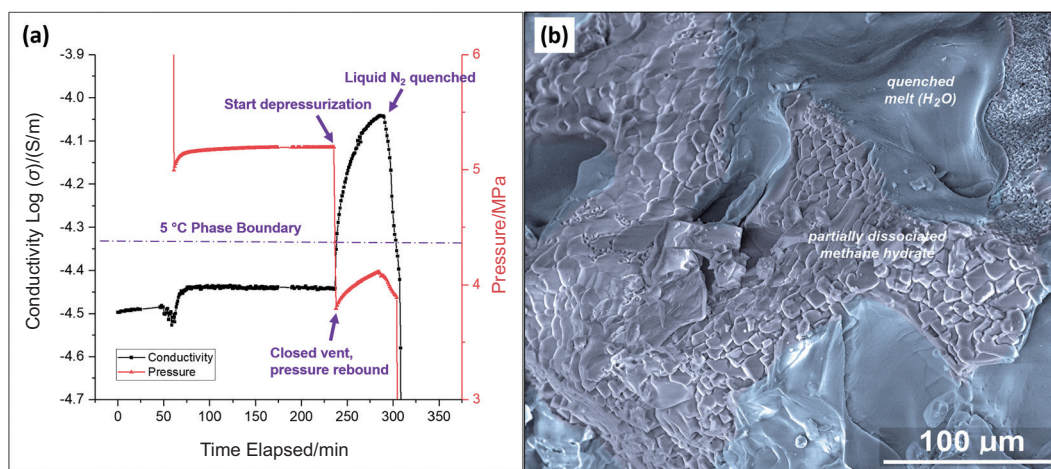 (a)
-3.9
-4.0
-4.1
-4.2
-4.3
-4.4
-4.5
-4.6
-4.7
Conductivity Log (σ)/(S/m)
0
50
100
150
200
250
300
350
Time Elapsed/min
6
5
4
3
Pressure/MPa
Liquid N₂ quenched
Start depressurization
5 °C Phase Boundary
Closed vent,
pressure rebound
Conductivity
Pressure
(b)
quenched
melt (H₂O)
partially dissociated
methane hydrate
100 µm